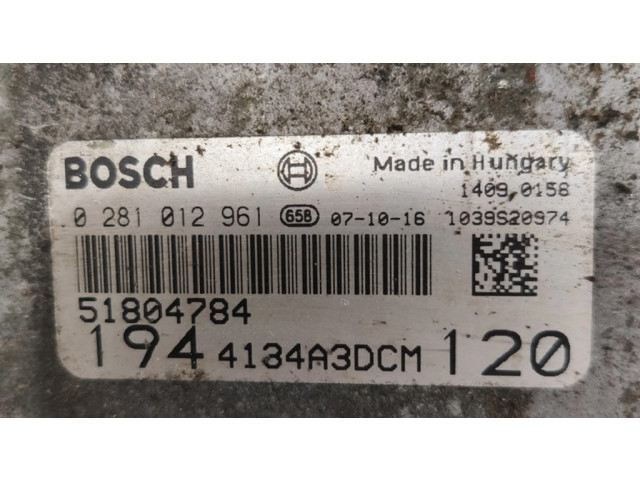 BOSCH Made in Hungary
1409 0158
0 281 012 961 658 07-10-16 1039S20974
51804784
194 4134A3DCM 120